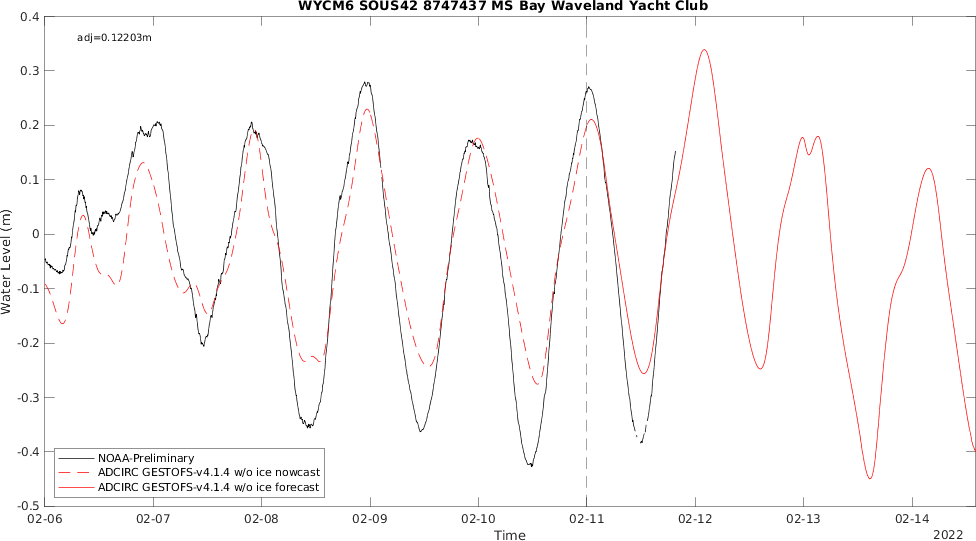 WYCM6 SOUS42 8747437 MS Bay Waveland Yacht Club
adj=0.12203m
0.4
0.3
0.2
0.1
0
-0.1
-0.2
-0.3
-0.4
-0.5
Water Level (m)
NOAA-Preliminary
ADCIRC GESTOFS-v4.1.4 w/o ice nowcast
ADCIRC GESTOFS-v4.1.4 w/o ice forecast
02-06 02-07 02-08 02-09 02-10 02-11 02-12 02-13 02-14
Time
2022